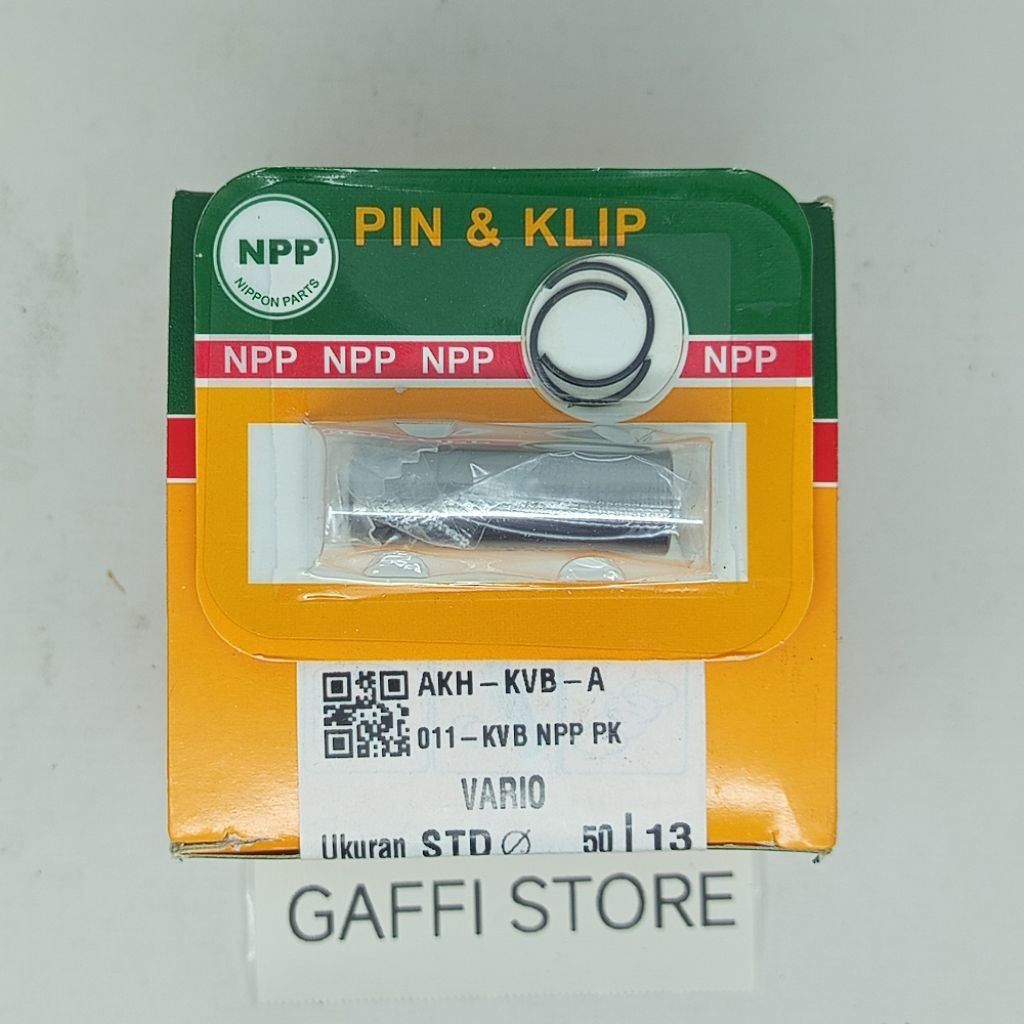 PIN & KLIP
NPP®
NIPPON PARTS
NPP NPP NPP NPP
AKH-KVB-A
011-KVB NPP PK
VARIO
Ukuran STD ∅ 50 | 13
GAFFI STORE